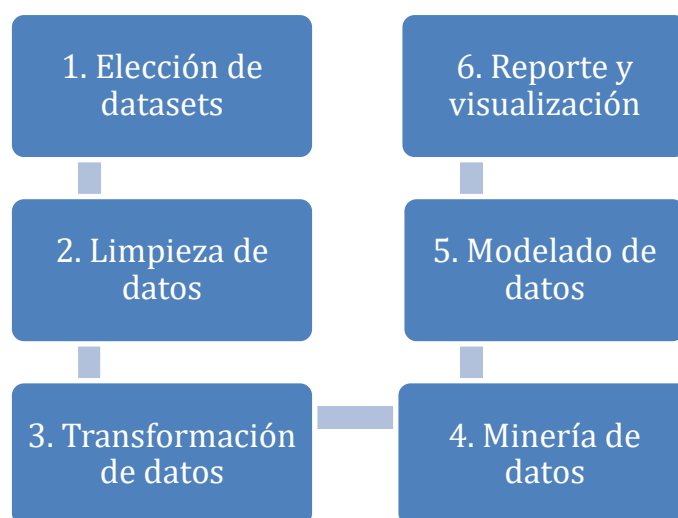 1. Elección de
datasets
2. Limpieza de
datos
3. Transformación
de datos
4. Minería de
datos
5. Modelado de
datos
6. Reporte y
visualización